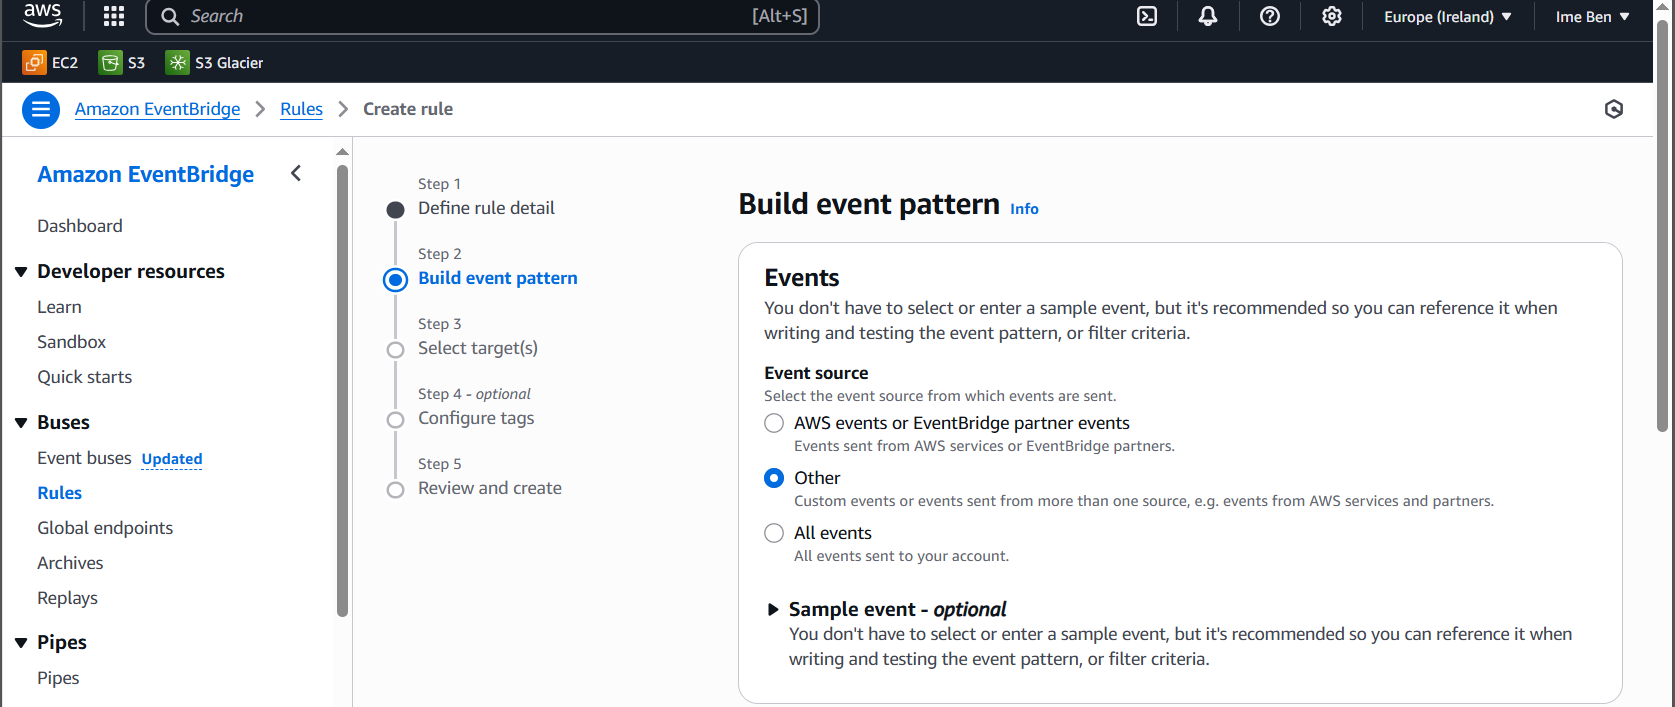 aws
Search [Alt+S]
Europe (Ireland) Ime Ben
EC2 S3 S3 Glacier
Amazon EventBridge Rules Create rule
Amazon EventBridge
Dashboard
Developer resources
Learn
Sandbox
Quick starts
Buses
Event buses Updated
Rules
Global endpoints
Archives
Replays
Pipes
Pipes
Step 1
Define rule detail
Step 2
Build event pattern
Step 3
Select target(s)
Step 4 - optional
Configure tags
Step 5
Review and create
Build event pattern Info
Events
You don't have to select or enter a sample event, but it's recommended so you can reference it when
writing and testing the event pattern, or filter criteria.
Event source
Select the event source from which events are sent.
AWS events or EventBridge partner events
Events sent from AWS services or EventBridge partners.
Other
Custom events or events sent from more than one source, e.g. events from AWS services and partners.
All events
All events sent to your account.
Sample event - optional
You don't have to select or enter a sample event, but it's recommended so you can reference it when
writing and testing the event pattern, or filter criteria.